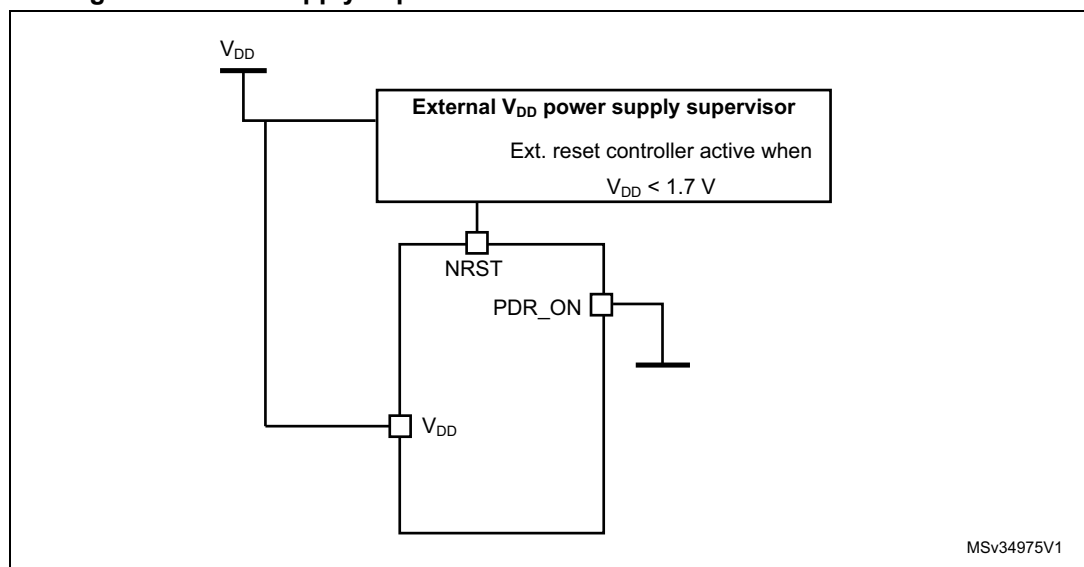 V_DD
External V_DD power supply supervisor
Ext. reset controller active when
V_DD < 1.7 V
NRST
PDR_ON
V_DD
MSv34975V1